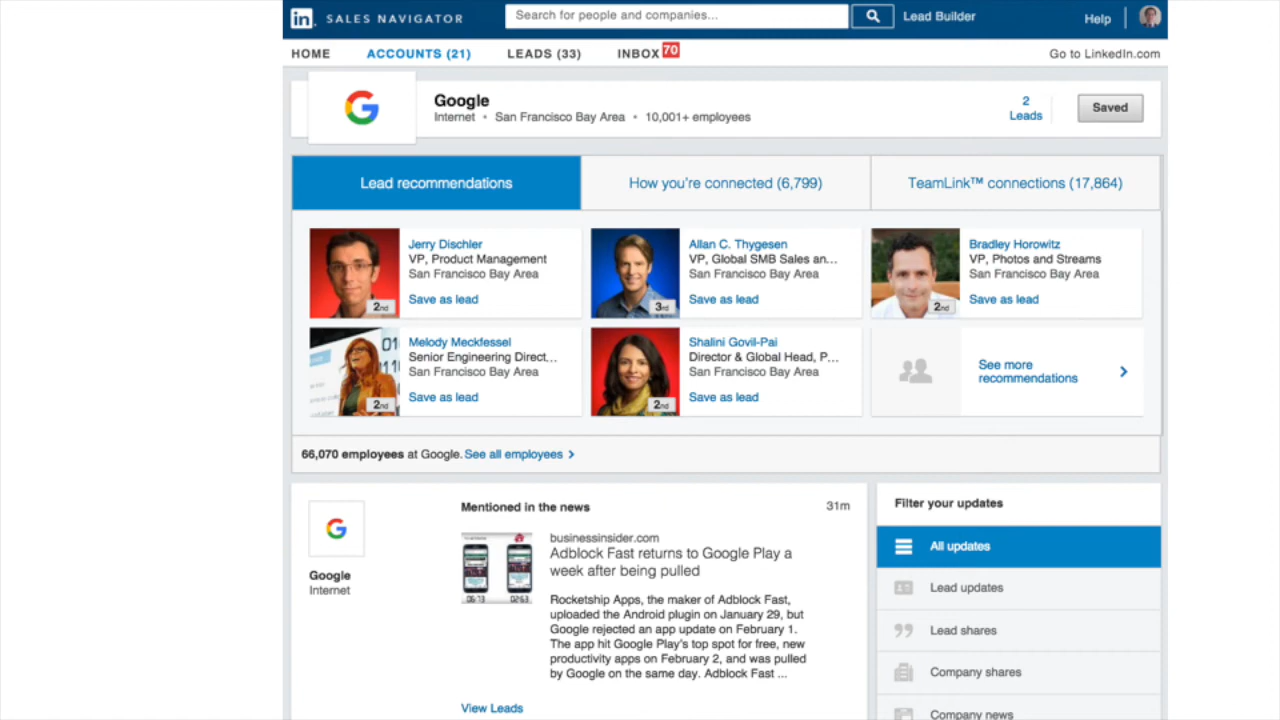 in SALES NAVIGATOR
Search for people and companies...
Lead Builder
Help
HOME
ACCOUNTS (21)
LEADS (33)
INBOX 70
Go to LinkedIn.com
Google
Internet • San Francisco Bay Area • 10,001+ employees
2
Leads
Saved
Lead recommendations
How you're connected (6,799)
TeamLink™ connections (17,864)
Jerry Dischler
VP, Product Management
San Francisco Bay Area
Save as lead
2nd
Allan C. Thygesen
VP, Global SMB Sales an...
San Francisco Bay Area
Save as lead
3rd
Bradley Horowitz
VP, Photos and Streams
San Francisco Bay Area
Save as lead
2nd
Melody Meckfessel
Senior Engineering Direct...
San Francisco Bay Area
Save as lead
2nd
Shalini Govil-Pai
Director & Global Head, P...
San Francisco Bay Area
Save as lead
2nd
See more
recommendations
66,070 employees at Google. See all employees >
Google
Internet
Mentioned in the news
31m
businessinsider.com
Adblock Fast returns to Google Play a
week after being pulled
Rocketship Apps, the maker of Adblock Fast,
uploaded the Android plugin on January 29, but
Google rejected an app update on February 1.
The app hit Google Play's top spot for free, new
productivity apps on February 2, and was pulled
by Google on the same day. Adblock Fast ...
View Leads
Filter your updates
All updates
Lead updates
Lead shares
Company shares
Company news